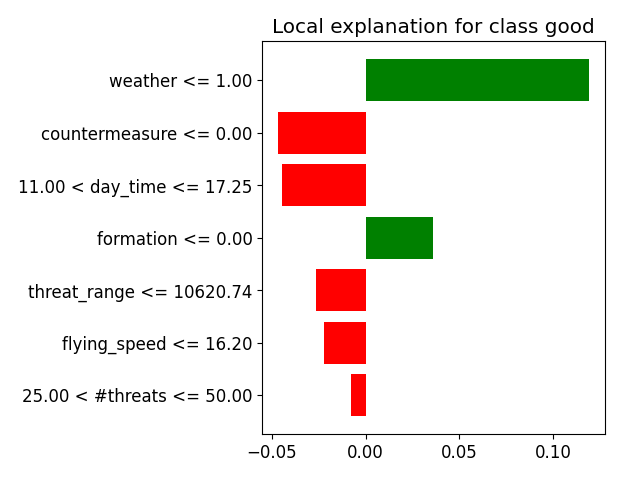 Local explanation for class good
weather <= 1.00
countermeasure <= 0.00
11.00 < day_time <= 17.25
formation <= 0.00
threat_range <= 10620.74
flying_speed <= 16.20
25.00 < #threats <= 50.00
−0.05 0.00 0.05 0.10